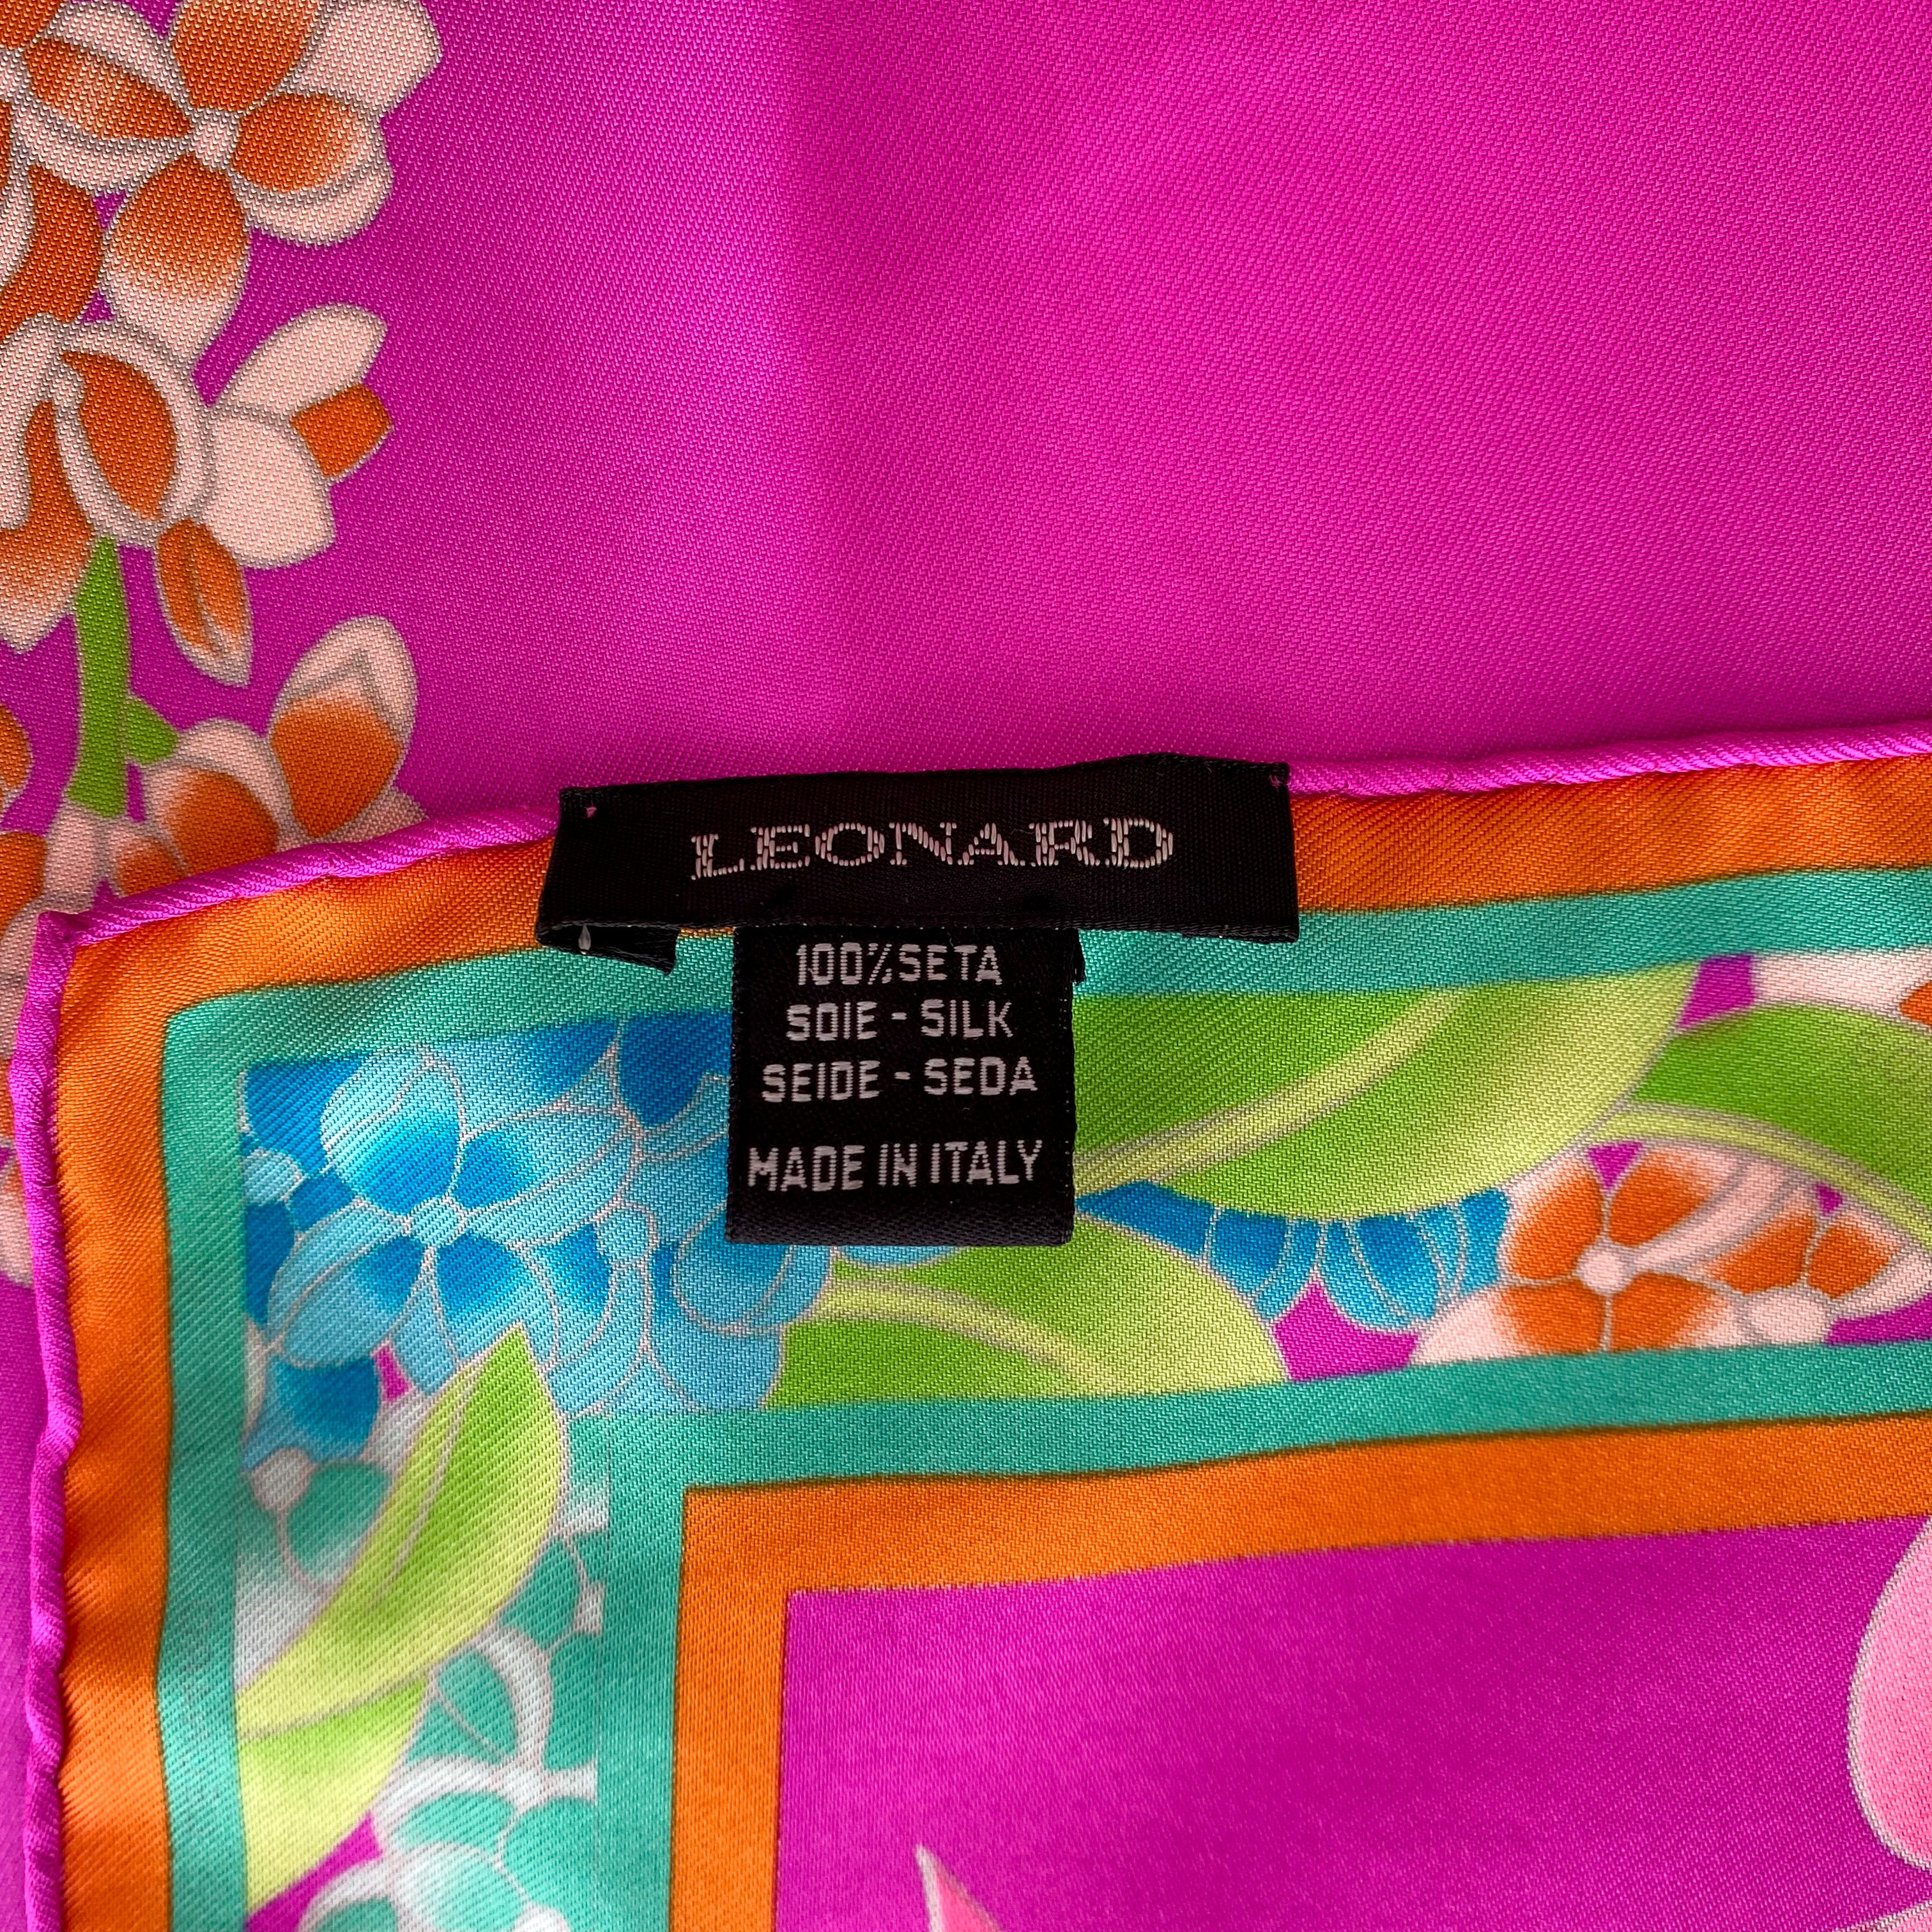 LEONARD
100%SETA
SOIE - SILK
SEIDE - SEDA
MADE IN ITALY